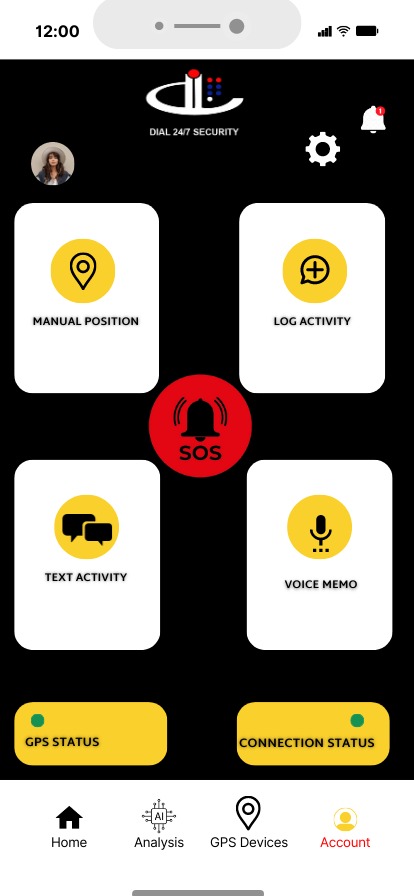 12:00
DIAL 24/7 SECURITY
1
MANUAL POSITION
LOG ACTIVITY
SOS
TEXT ACTIVITY
VOICE MEMO
GPS STATUS
CONNECTION STATUS
AI
Home
Analysis
GPS Devices
Account